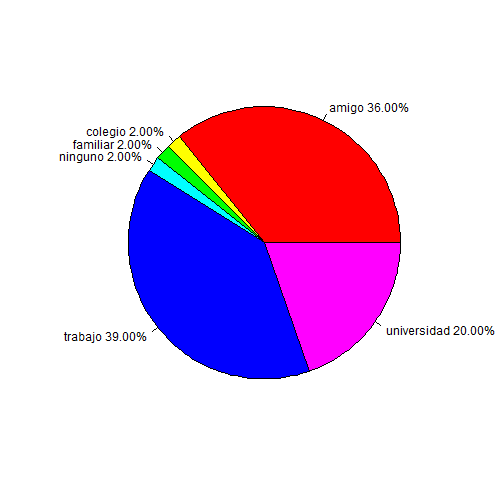 amigo 36.00%
colegio 2.00%
familiar 2.00%
ninguno 2.00%
trabajo 39.00%
universidad 20.00%